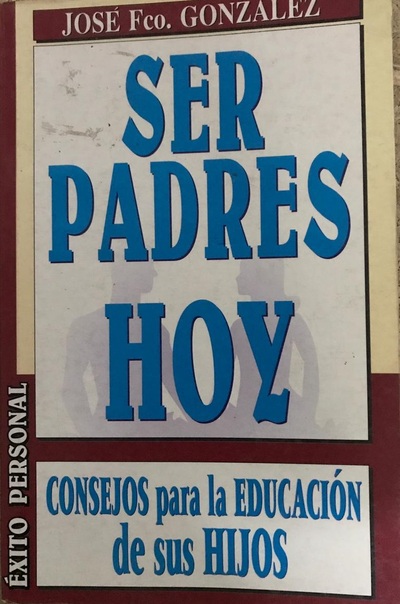 JOSÉ Fco. GONZALEZ
SER
PADRES
HOY
ÉXITO PERSONAL
CONSEJOS para la EDUCACIÓN
de sus HIJOS